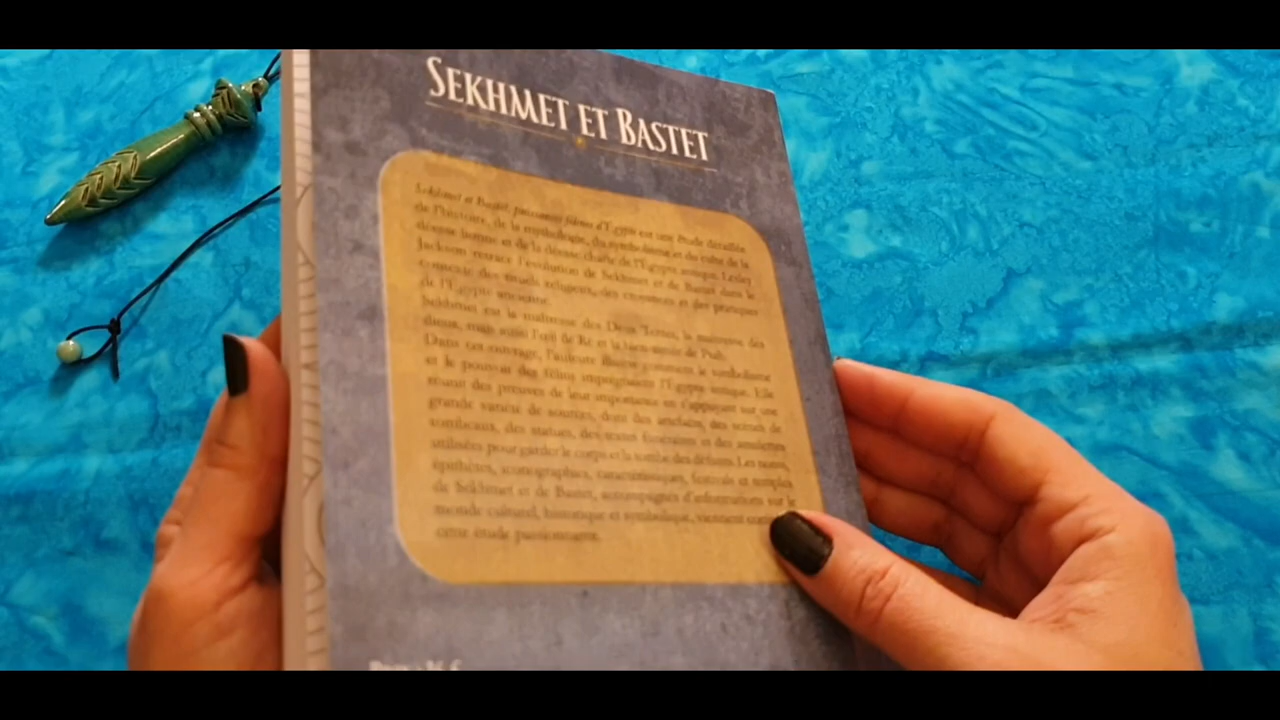 SEKHMET ET BASTET
Sekhmet et Bastet, puissances félines d'Égypte est une étude détaillée
de l'histoire, de la mythologie, du symbolisme et du culte de la
déesse lionne et de la déesse chatte de l'Égypte antique. Lesley
Jackson retrace l'évolution de Sekhmet et de Bastet dans le
contexte des rituels religieux, des croyances et des pratiques
de l'Égypte ancienne.
Sekhmet est la maîtresse des Deux Terres, la maîtresse des
dieux, mais aussi l'œil de Rê et la bien-aimée de Ptah.
Dans cet ouvrage, l'auteure illustre comment le symbolisme
et le pouvoir des félins imprégnaient l'Égypte antique. Elle
réunit des preuves de leur importance en s'appuyant sur une
grande variété de sources, dont des artefacts, des scènes de
tombeaux, des statues, des textes funéraires et des amulettes
utilisées pour garder le corps et la tombe des défunts. Les noms,
épithètes, iconographies, caractéristiques, festivals et temples
de Sekhmet et de Bastet, accompagnés d'informations sur le
monde culturel, historique et symbolique, viennent
cette étude passionnante.